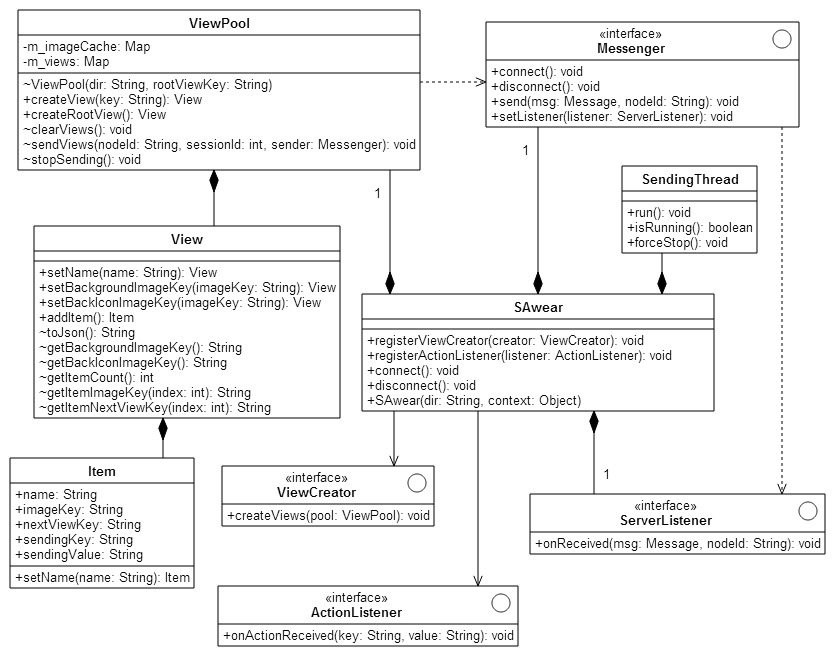 ViewPool
-m_imageCache: Map
-m_views: Map
~ViewPool(dir: String, rootViewKey: String)
+createView(key: String): View
+createRootView(): View
~clearViews(): void
~sendViews(nodeId: String, sessionId: int, sender: Messenger): void
~stopSending(): void
«interface»
Messenger
+connect(): void
+disconnect(): void
+send(msg: Message, nodeId: String): void
+setListener(listener: ServerListener): void
1
1
SendingThread
+run(): void
+isRunning(): boolean
+forceStop(): void
View
+setName(name: String): View
+setBackgroundImageKey(imageKey: String): View
+setBackIconImageKey(imageKey: String): View
+addItem(): Item
~toJson(): String
~getBackgroundImageKey(): String
~getBackIconImageKey(): String
~getItemCount(): int
~getItemImageKey(index: int): String
~getItemNextViewKey(index: int): String
SAwear
+registerViewCreator(creator: ViewCreator): void
+registerActionListener(listener: ActionListener): void
+connect(): void
+disconnect(): void
+SAwear(dir: String, context: Object)
Item
+name: String
+imageKey: String
+nextViewKey: String
+sendingKey: String
+sendingValue: String
+setName(name: String): Item
«interface»
ViewCreator
+createViews(pool: ViewPool): void
1
«interface»
ServerListener
+onReceived(msg: Message, nodeId: String): void
«interface»
ActionListener
+onActionReceived(key: String, value: String): void